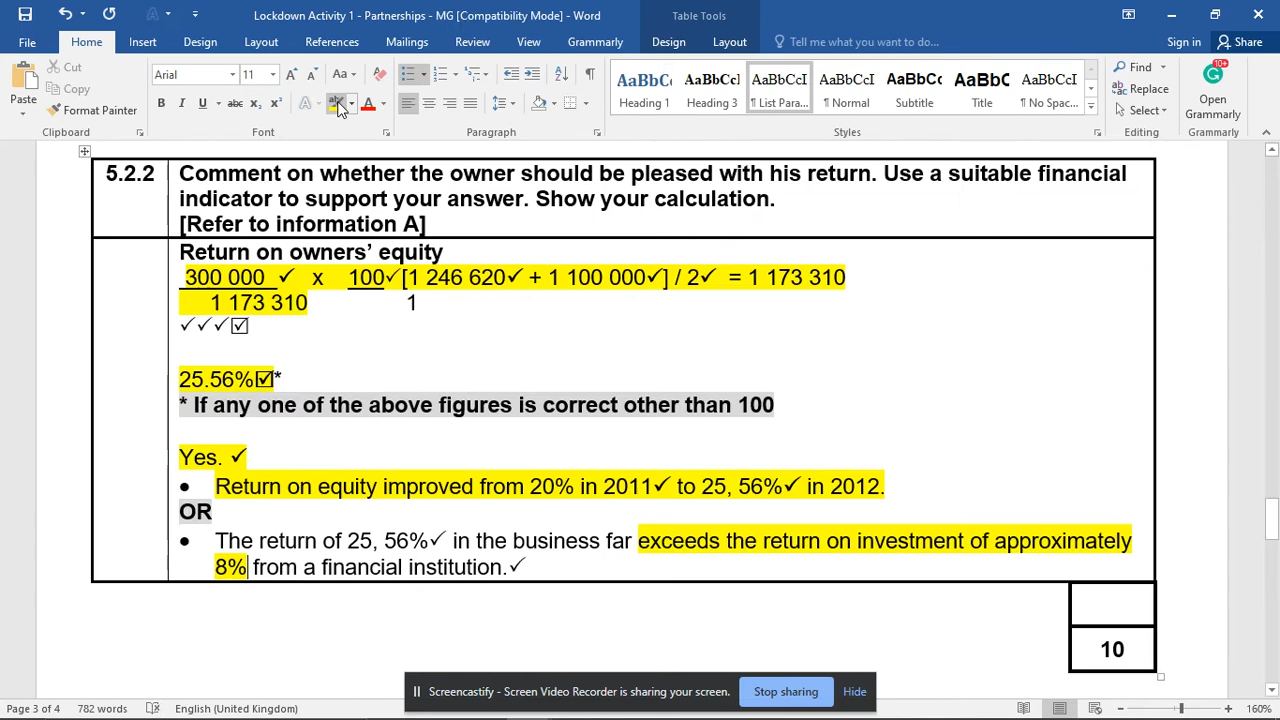 Lockdown Activity 1 - Partnerships - MG [Compatibility Mode] - Word
Table Tools
File Home Insert Design Layout References Mailings Review View Grammarly Design Layout Tell me what you want to do... Sign in Share
Paste
Cut
Copy
Format Painter
Clipboard
Arial 11 Aa
B I U abc x₂ x² A aby A
Font
Paragraph
AaBbC Heading 1
AaBbCc Heading 3
AaBbCcI ¶ List Para...
AaBbCcI ¶ Normal
AaBbCc Subtitle
AaBbC Title
AaBbCcI ¶ No Spac...
Styles
Find
Replace
Select
Editing
10+
Open Grammarly
Grammarly
5.2.2 Comment on whether the owner should be pleased with his return. Use a suitable financial
indicator to support your answer. Show your calculation.
[Refer to information A]
Return on owners’ equity
300 000 ✓ x 100✓[1 246 620✓ + 1 100 000✓] / 2✓ = 1 173 310
1 173 310 1
✓✓✓☑
25.56%☑*
* If any one of the above figures is correct other than 100
Yes. ✓
• Return on equity improved from 20% in 2011✓ to 25, 56%✓ in 2012.
OR
• The return of 25, 56%✓ in the business far exceeds the return on investment of approximately
8% from a financial institution.✓
10
Screencastify - Screen Video Recorder is sharing your screen. Stop sharing Hide
Page 3 of 4 782 words English (United Kingdom) 160%